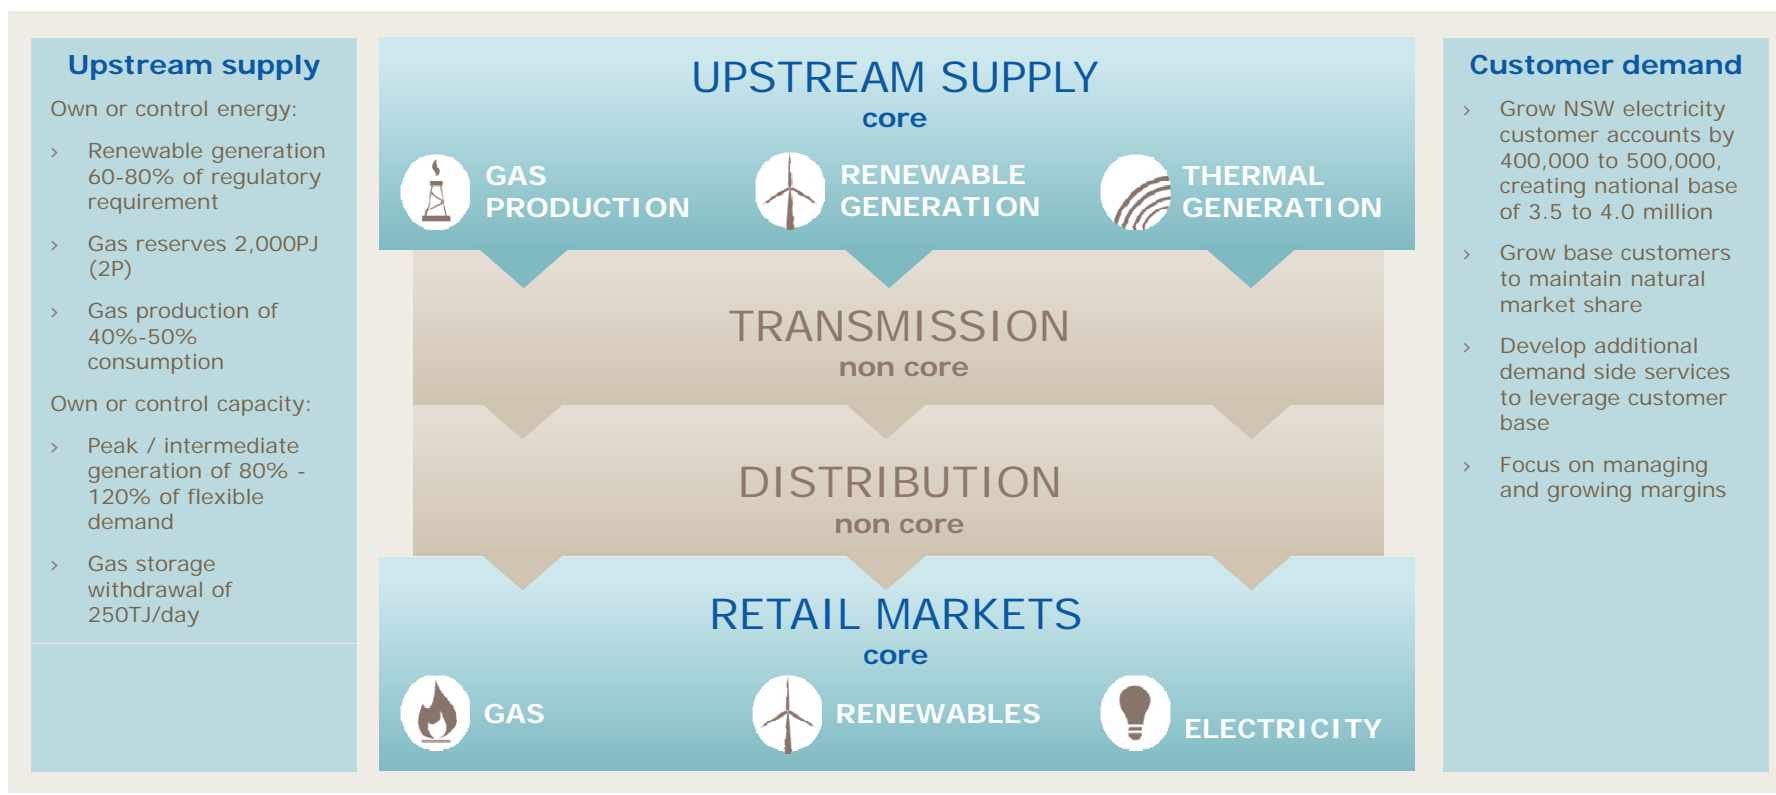 Upstream supply
Own or control energy:
› Renewable generation
60-80% of regulatory
requirement
› Gas reserves 2,000PJ
(2P)
› Gas production of
40%-50%
consumption
Own or control capacity:
› Peak / intermediate
generation of 80% -
120% of flexible
demand
› Gas storage
withdrawal of
250TJ/day
UPSTREAM SUPPLY
core
GAS
PRODUCTION
RENEWABLE
GENERATION
THERMAL
GENERATION
TRANSMISSION
non core
DISTRIBUTION
non core
RETAIL MARKETS
core
GAS
RENEWABLES
ELECTRICITY
Customer demand
› Grow NSW electricity
customer accounts by
400,000 to 500,000,
creating national base
of 3.5 to 4.0 million
› Grow base customers
to maintain natural
market share
› Develop additional
demand side services
to leverage customer
base
› Focus on managing
and growing margins